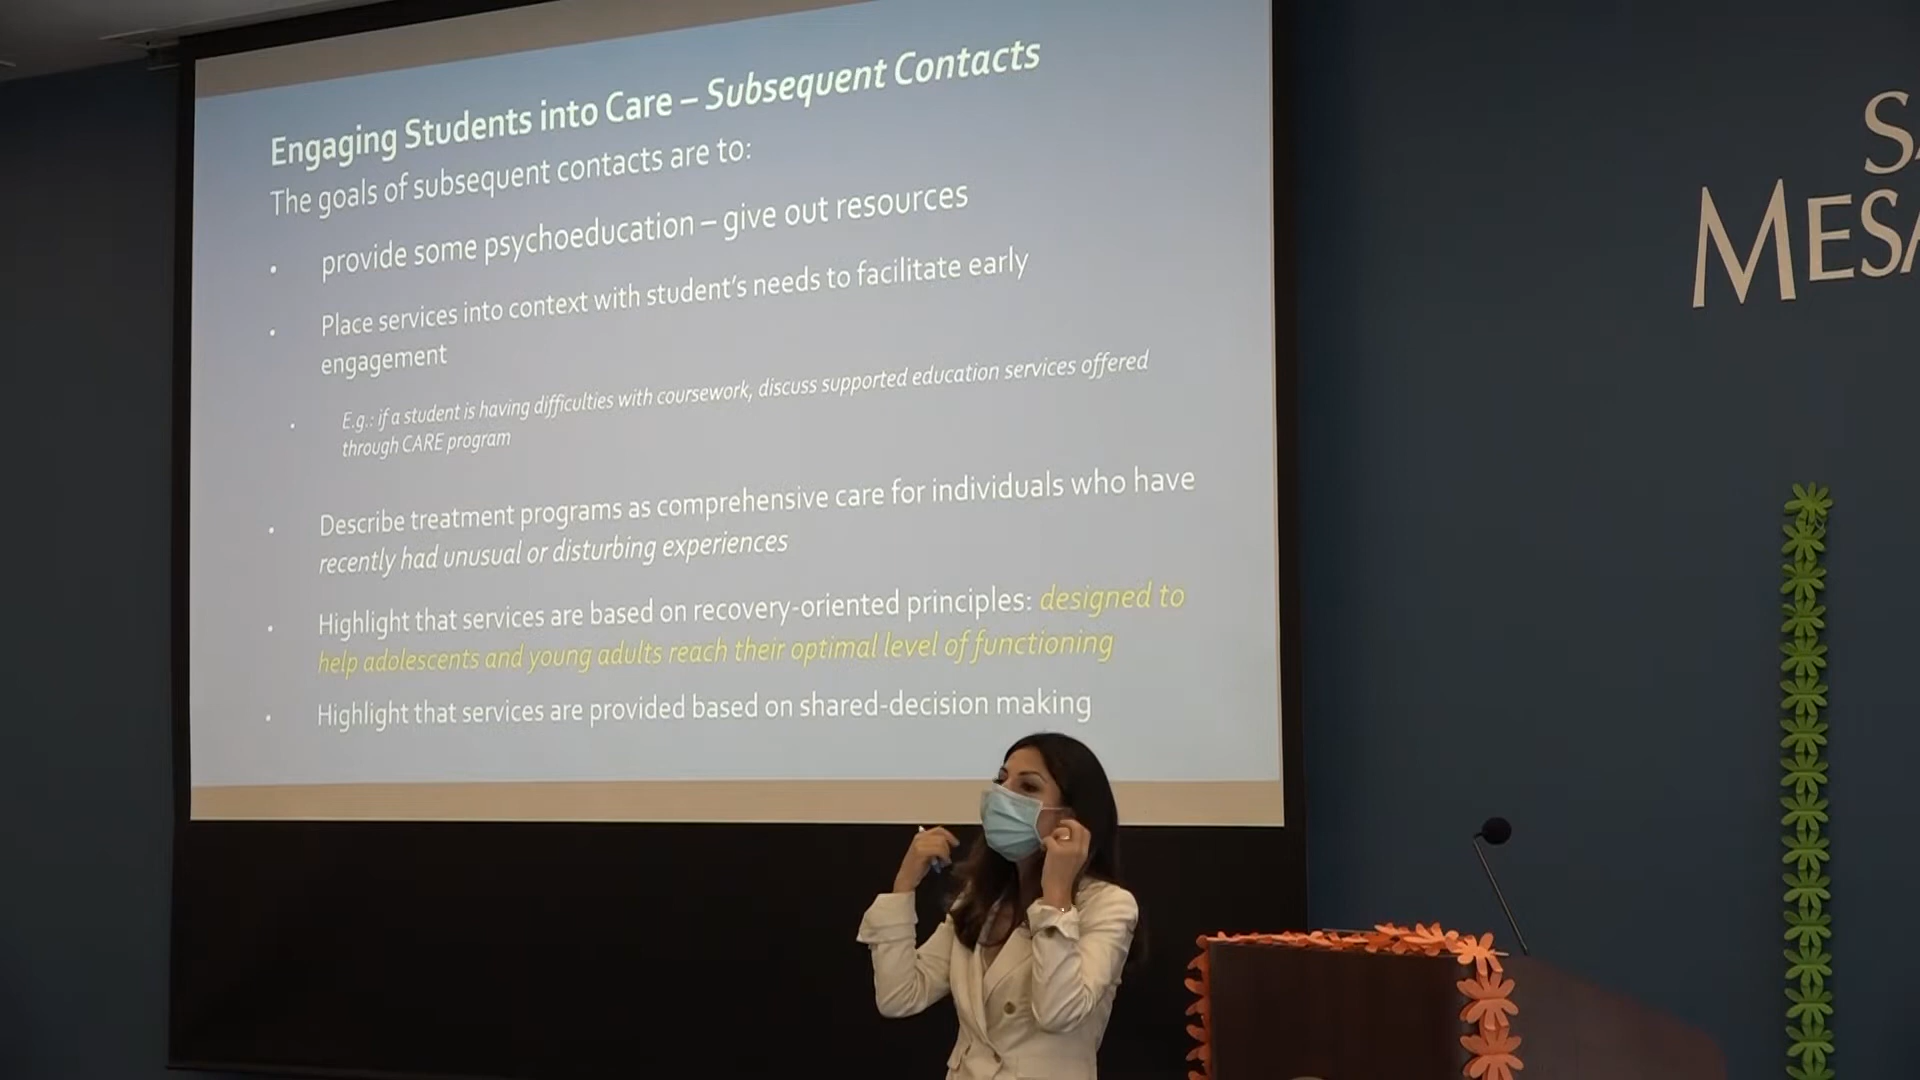 Engaging Students into Care – Subsequent Contacts
The goals of subsequent contacts are to:
• provide some psychoeducation – give out resources
• Place services into context with student's needs to facilitate early
engagement
• E.g.: if a student is having difficulties with coursework, discuss supported education services offered
through CARE program
• Describe treatment programs as comprehensive care for individuals who have
recently had unusual or disturbing experiences
• Highlight that services are based on recovery-oriented principles: designed to
help adolescents and young adults reach their optimal level of functioning
• Highlight that services are provided based on shared-decision making
SA
MESA